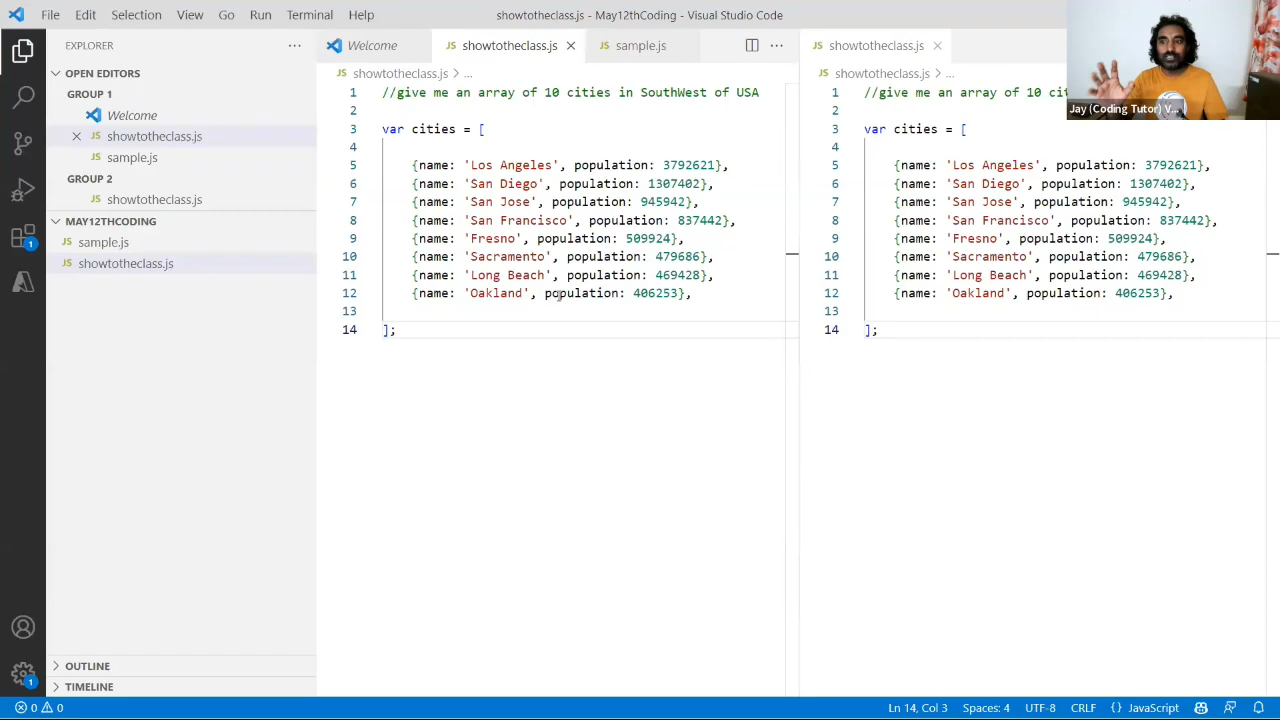 File Edit Selection View Go Run Terminal Help
showtotheclass.js - May12thCoding - Visual Studio Code
EXPLORER
OPEN EDITORS
GROUP 1
Welcome
showtotheclass.js
sample.js
GROUP 2
showtotheclass.js
MAY12THCODING
sample.js
showtotheclass.js
OUTLINE
TIMELINE
Welcome
JS showtotheclass.js
JS sample.js
JS showtotheclass.js > ...
1 //give me an array of 10 cities in SouthWest of USA
2
3 var cities = [
4
5 {name: 'Los Angeles', population: 3792621},
6 {name: 'San Diego', population: 1307402},
7 {name: 'San Jose', population: 945942},
8 {name: 'San Francisco', population: 837442},
9 {name: 'Fresno', population: 509924},
10 {name: 'Sacramento', population: 479686},
11 {name: 'Long Beach', population: 469428},
12 {name: 'Oakland', population: 406253},
13
14 ];
JS showtotheclass.js
JS showtotheclass.js > ...
1 //give me an array of 10 cit
2
3 var cities = [
4
5 {name: 'Los Angeles', population: 3792621},
6 {name: 'San Diego', population: 1307402},
7 {name: 'San Jose', population: 945942},
8 {name: 'San Francisco', population: 837442},
9 {name: 'Fresno', population: 509924},
10 {name: 'Sacramento', population: 479686},
11 {name: 'Long Beach', population: 469428},
12 {name: 'Oakland', population: 406253},
13
14 ];
Jay (Coding Tutor) V...
0 0
Ln 14, Col 3 Spaces: 4 UTF-8 CRLF {} JavaScript